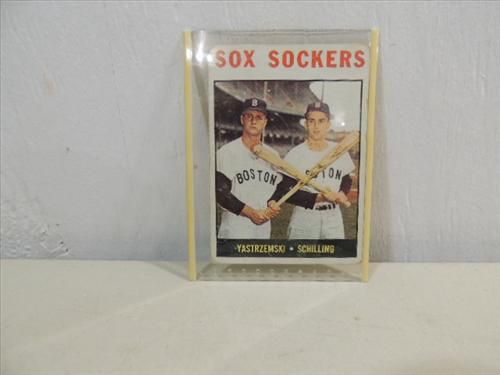 SOX SOCKERS
B
BOSTON
YASTRZEMSKI • SCHILLING